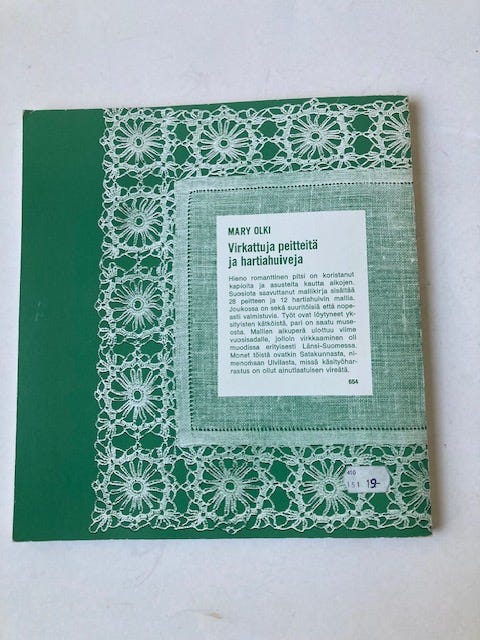 MARY OLKI
Virkattuja peitteitä
ja hartiahuiveja
Hieno romanttinen pitsi on koristanut
kapioita ja asusteita kautta aikojen.
Suosiota saavuttanut mallikirja sisältää
28 peitteen ja 12 hartiahuivin mallia.
Joukossa on sekä suuritöisiä että nope-
asti valmistuvia. Työt ovat löytyneet yk-
sityisten kätköistä, pari on saatu muse-
osta. Mallien alkuperä ulottuu viime
vuosisadalle, jolloin virkkaaminen oli
muodissa erityisesti Länsi-Suomessa.
Monet töistä ovatkin Satakunnasta, ni-
menomaan Ulvilasta, missä käsityöhar-
rastus on ollut ainutlaatuisen vireätä.
654
410
151 19-